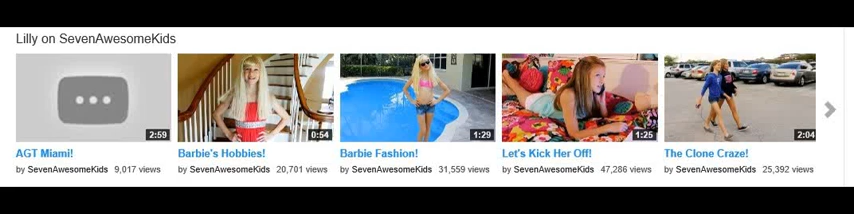 Lilly on SevenAwesomeKids
2:59
0:54
1:29
1:25
2:04
AGT Miami!
Barbie's Hobbies!
Barbie Fashion!
Let's Kick Her Off!
The Clone Craze!
by SevenAwesomeKids 9,017 views
by SevenAwesomeKids 20,701 views
by SevenAwesomeKids 31,559 views
by SevenAwesomeKids 47,286 views
by SevenAwesomeKids 25,392 views